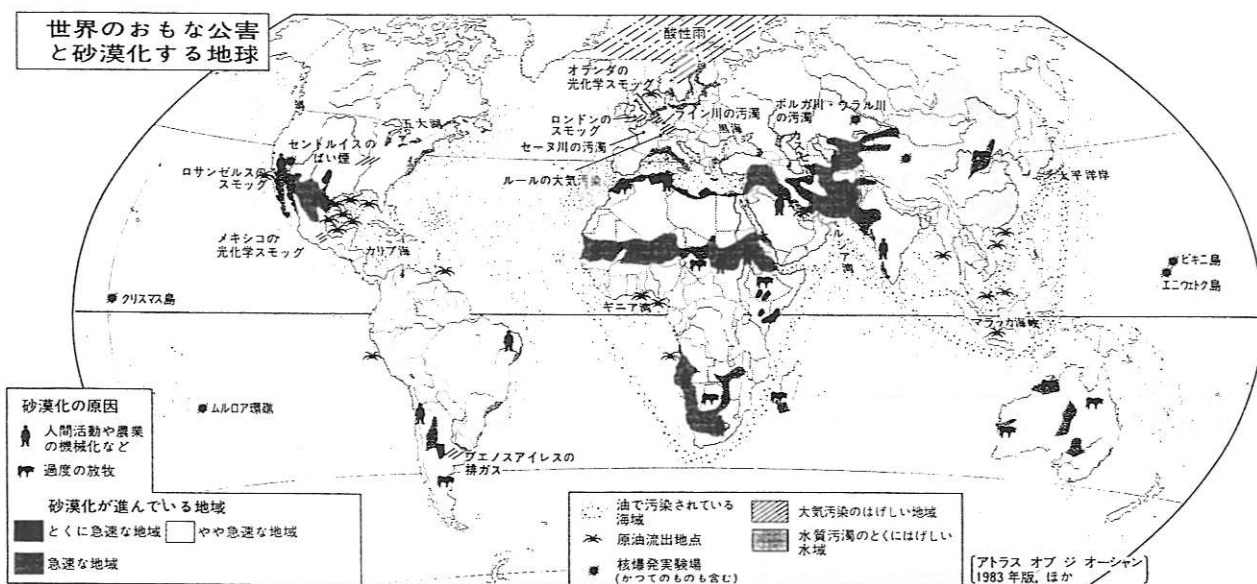 世界のおもな公害
と砂漠化する地球
酸性雨
オランダの
光化学スモッグ
ライン川の汚濁
ボルガ川・ウラル川
の汚濁
黒海
ロンドンの
スモッグ
セーヌ川の汚濁
ルールの大気汚染
五大湖
セントルイスの
ばい煙
ロサンゼルスの
スモッグ
メキシコの
光化学スモッグ
カリブ海
太平洋岸
ビキニ島
エニウェトク島
クリスマス島
ギニア湾
マラッカ海峡
ムルロア環礁
ブエノスアイレスの
排ガス
砂漠化の原因
人間活動や農業
の機械化など
過度の放牧
砂漠化が進んでいる地域
とくに急速な地域
やや急速な地域
急速な地域
油で汚染されている
海域
原油流出地点
核爆発実験場
(かつてのものも含む)
大気汚染のはげしい地域
水質汚濁のとくにはげしい
水域
アトラス オブ ジ オーシャン
1983年版, ほか